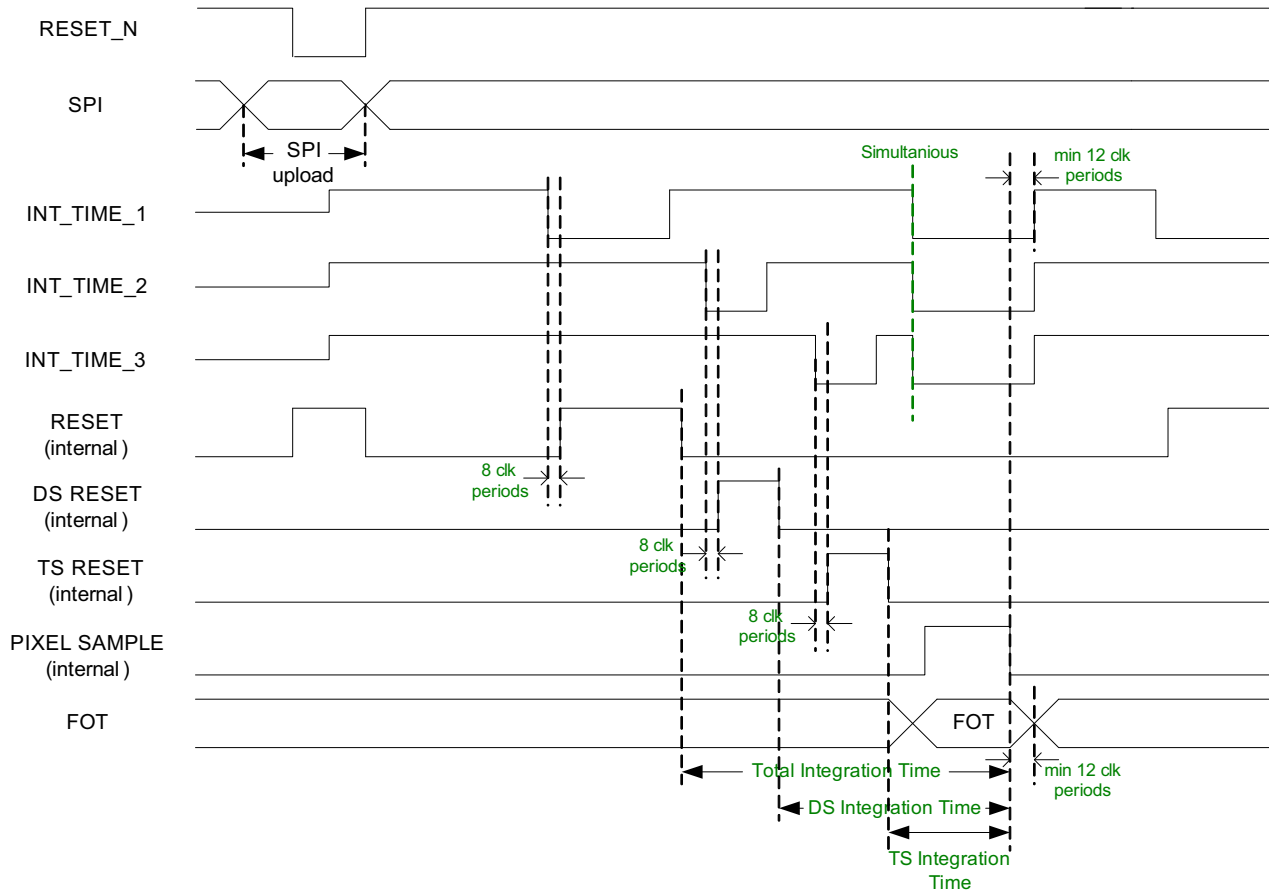 RESET_N
SPI
SPI
upload
Simultanious
min 12 clk
periods
INT_TIME_1
INT_TIME_2
INT_TIME_3
RESET
(internal )
8 clk
periods
DS RESET
(internal )
8 clk
periods
TS RESET
(internal )
8 clk
periods
PIXEL SAMPLE
(internal )
FOT
FOT
Total Integration Time
min 12 clk
periods
DS Integration Time
TS Integration
Time